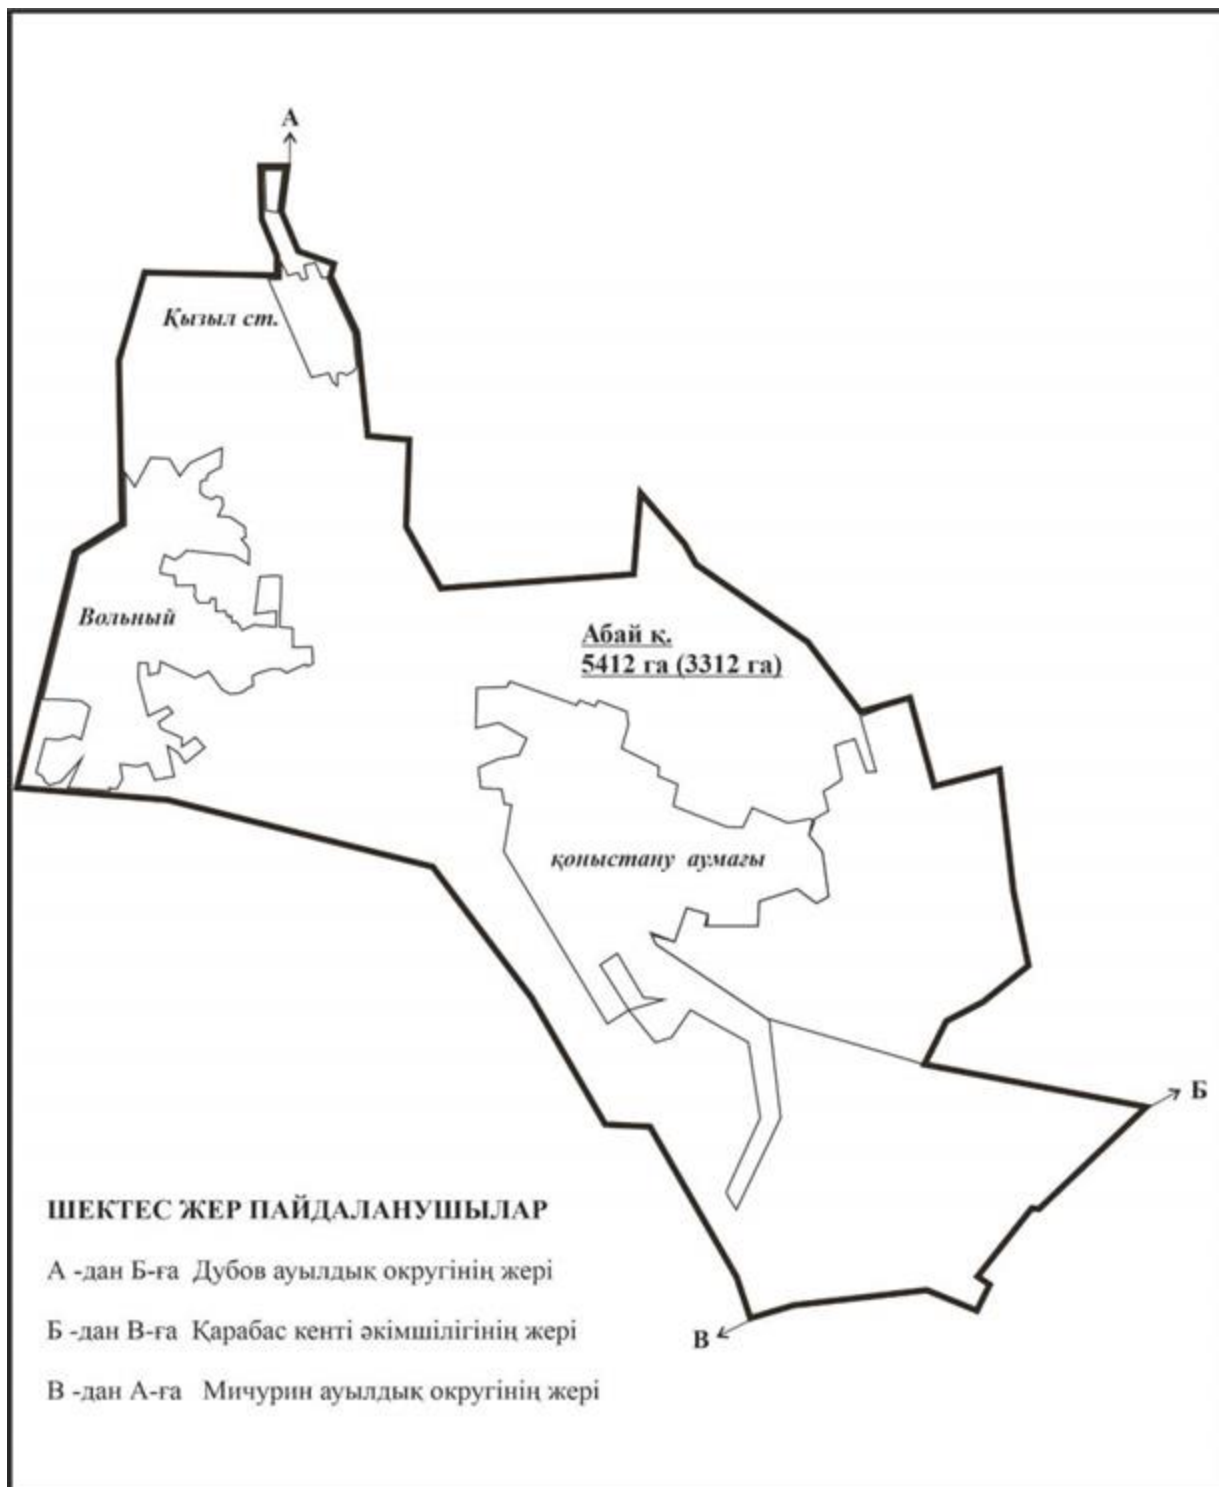 А
Қызыл ст.
Вольный
Абай қ.
5412 га (3312 га)
қоныстану аумағы
Б
В
ШЕКТЕС ЖЕР ПАЙДАЛАНУШЫЛАР
А -дан Б-ға Дубов ауылдық округінің жері
Б -дан В-ға Қарабас кенті әкімшілігінің жері
В -дан А-ға Мичурин ауылдық округінің жері